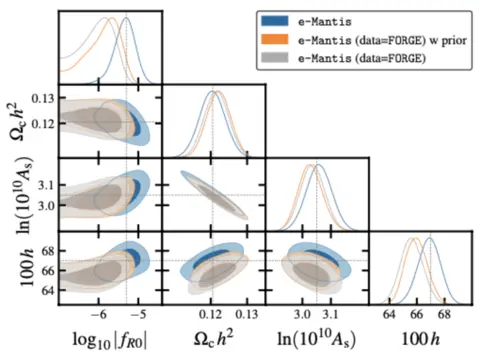 e-Mantis
e-Mantis (data=FORGE) w prior
e-Mantis (data=FORGE)
Ω_c h²
0.13
0.12
ln(10¹⁰A_s)
3.1
3.0
100h
68
66
64
−6 −5
0.12 0.13
3.0 3.1
64 66 68
log₁₀|f_R0| Ω_c h² ln(10¹⁰A_s) 100h